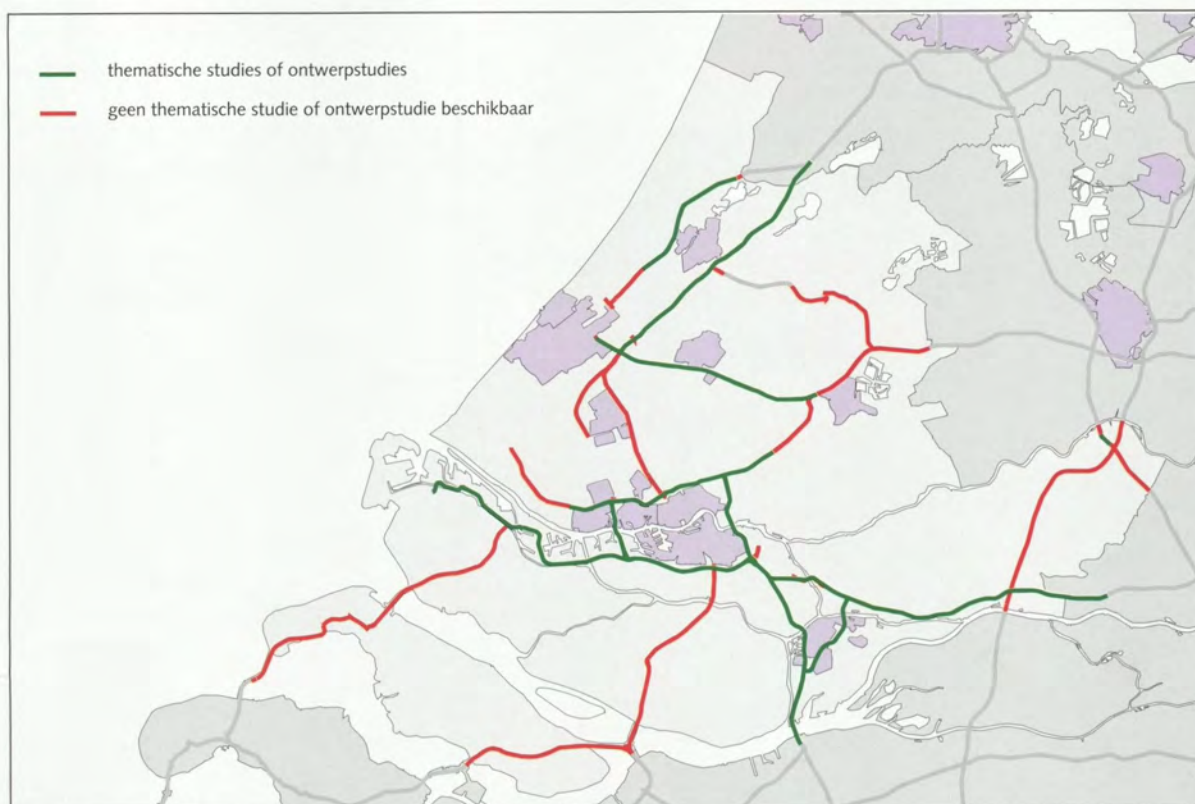 thematische studies of ontwerpstudies
geen thematische studie of ontwerpstudie beschikbaar